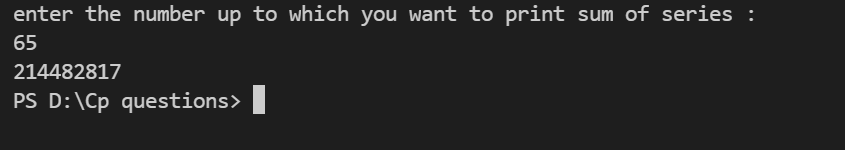 enter the number up to which you want to print sum of series :
65
214482817
PS D:\Cp questions>